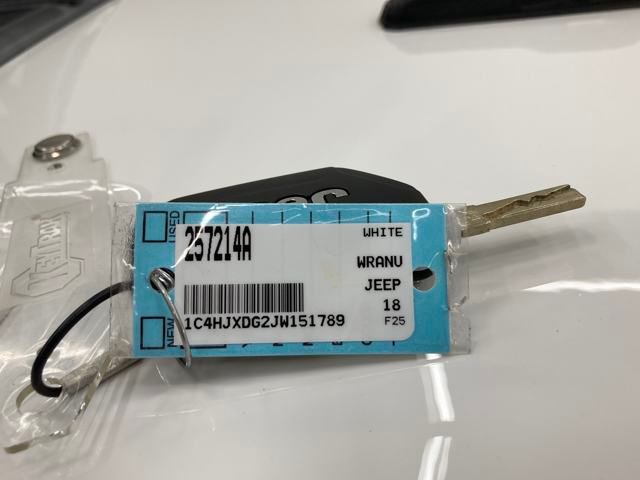 USED
257214A
WHITE
WRANU
JEEP
18
1C4HJXDG2JW151789
F25
NEW